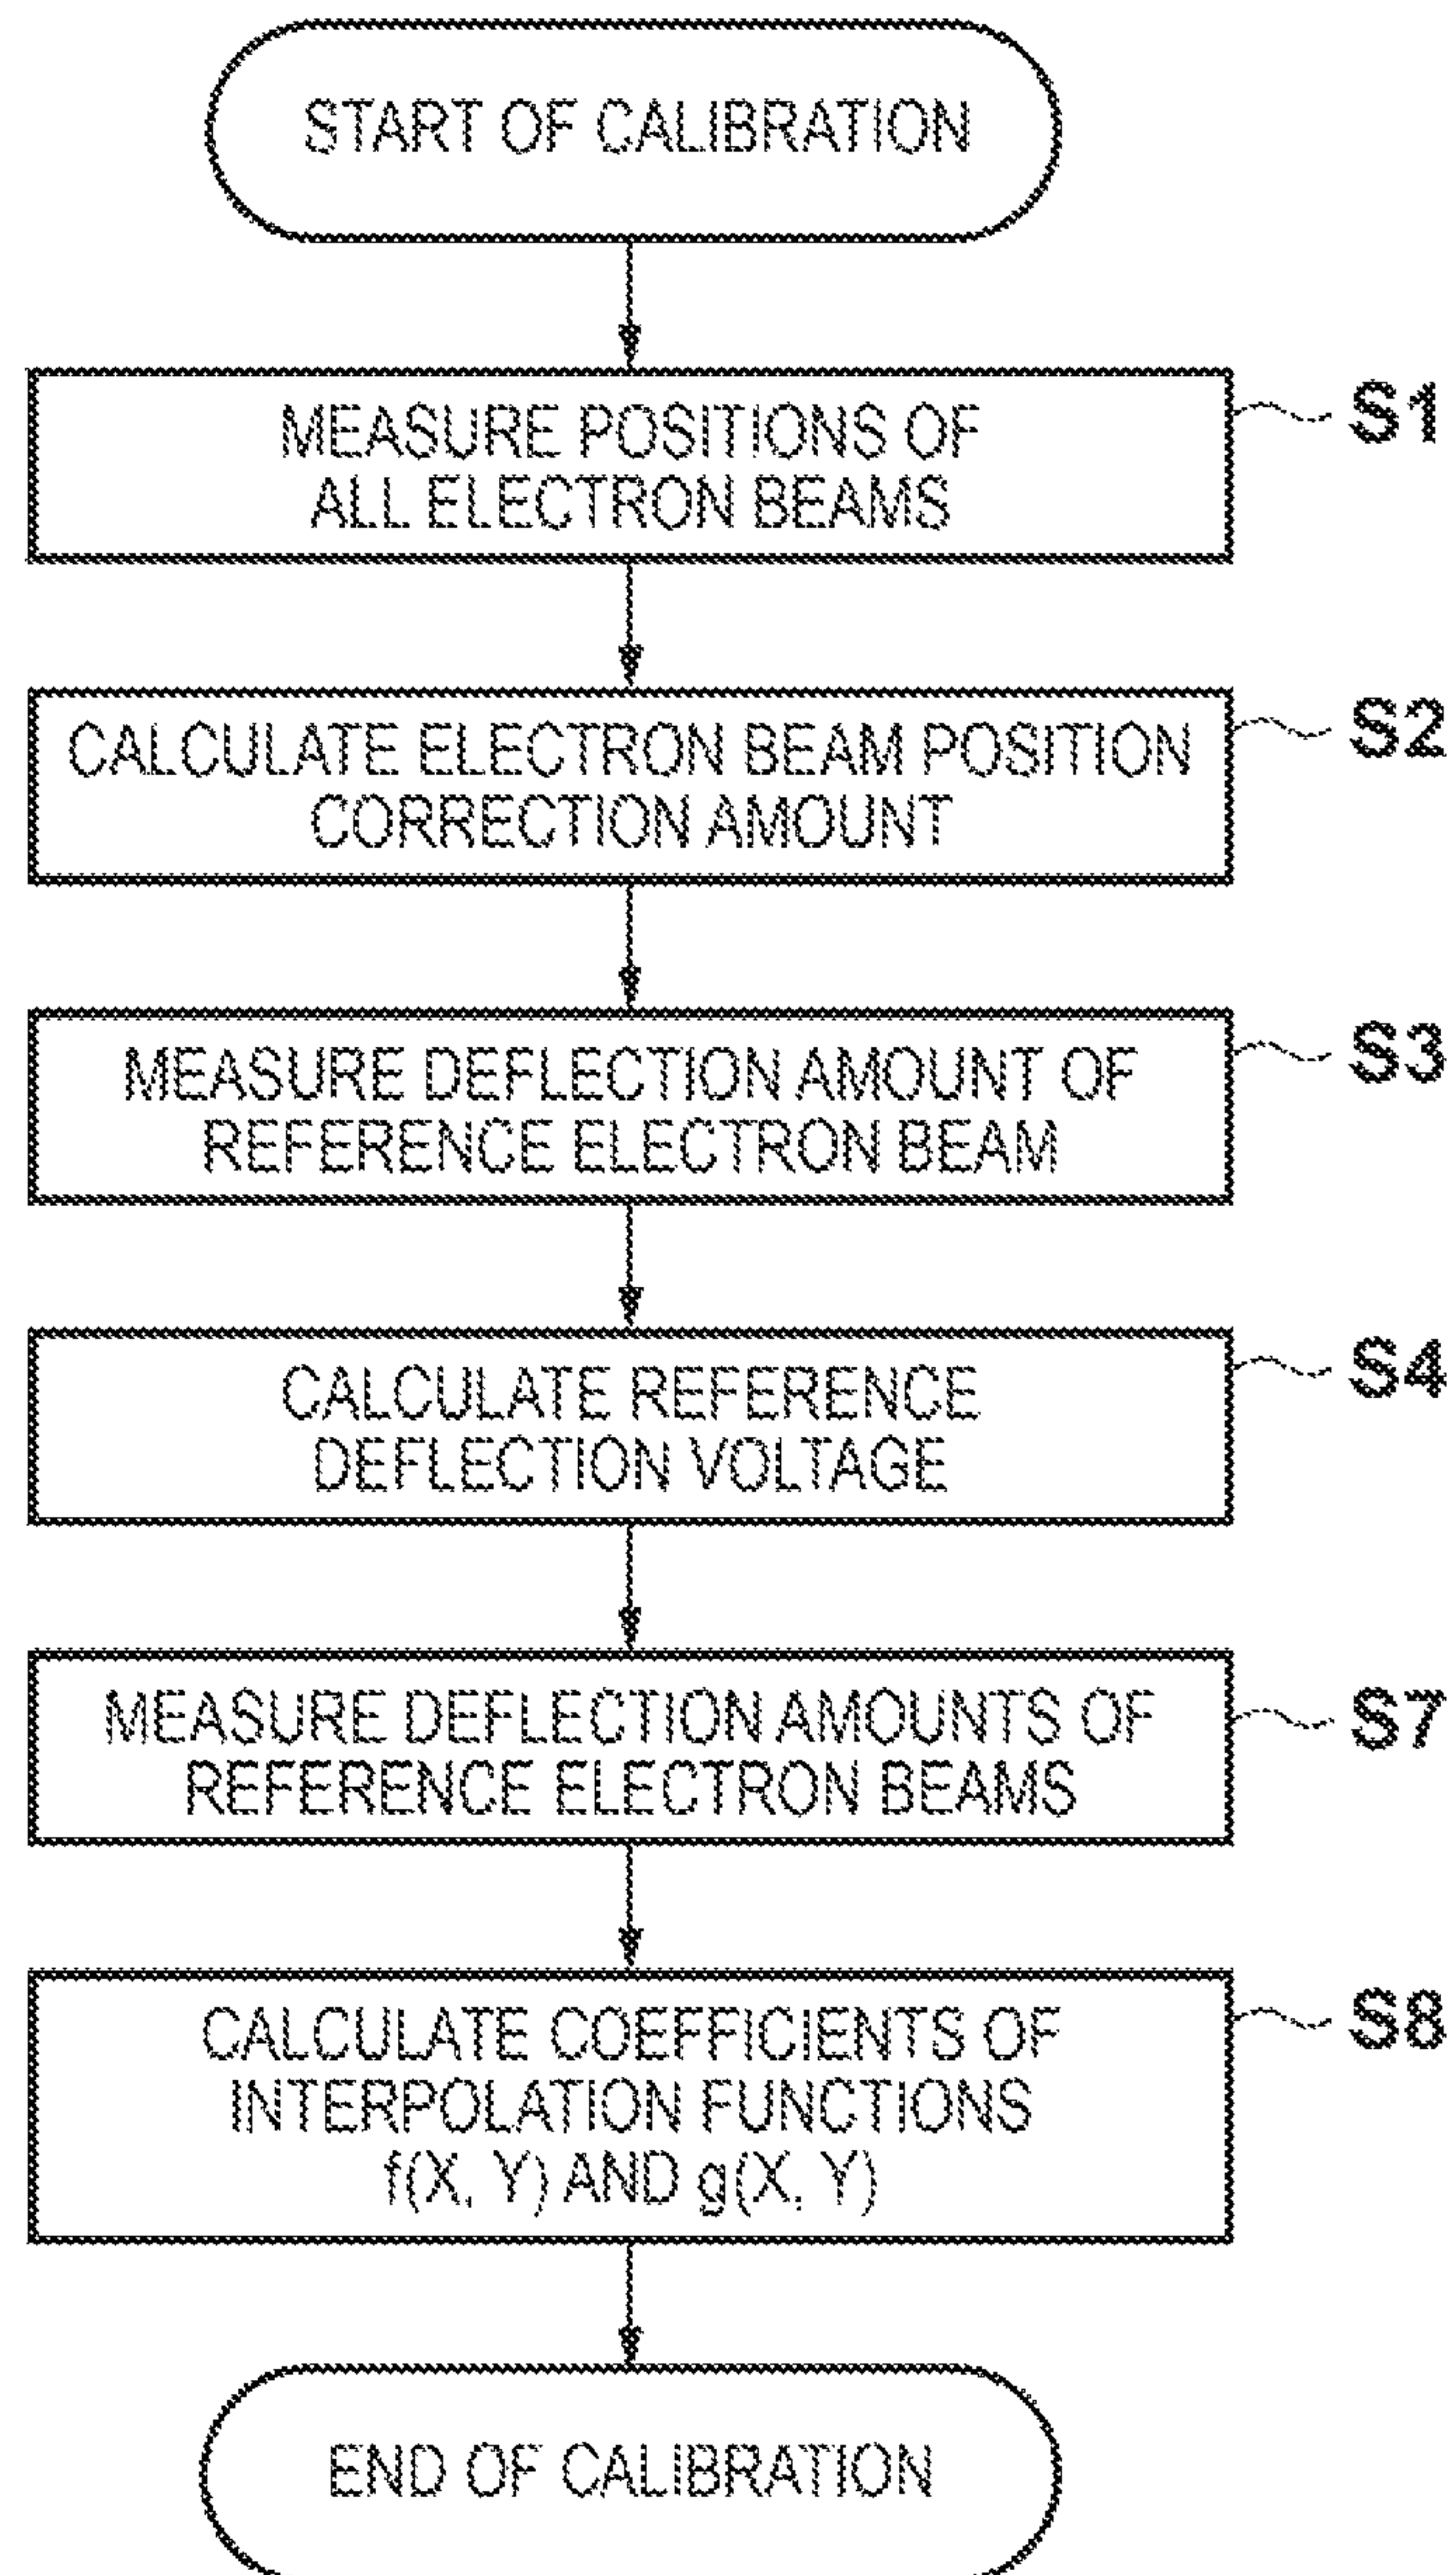 START OF CALIBRATION
MEASURE POSITIONS OF
ALL ELECTRON BEAMS
S1
CALCULATE ELECTRON BEAM POSITION
CORRECTION AMOUNT
S2
MEASURE DEFLECTION AMOUNT OF
REFERENCE ELECTRON BEAM
S3
CALCULATE REFERENCE
DEFLECTION VOLTAGE
S4
MEASURE DEFLECTION AMOUNTS OF
REFERENCE ELECTRON BEAMS
S7
CALCULATE COEFFICIENTS OF
INTERPOLATION FUNCTIONS
f(X, Y) AND g(X, Y)
S8
END OF CALIBRATION